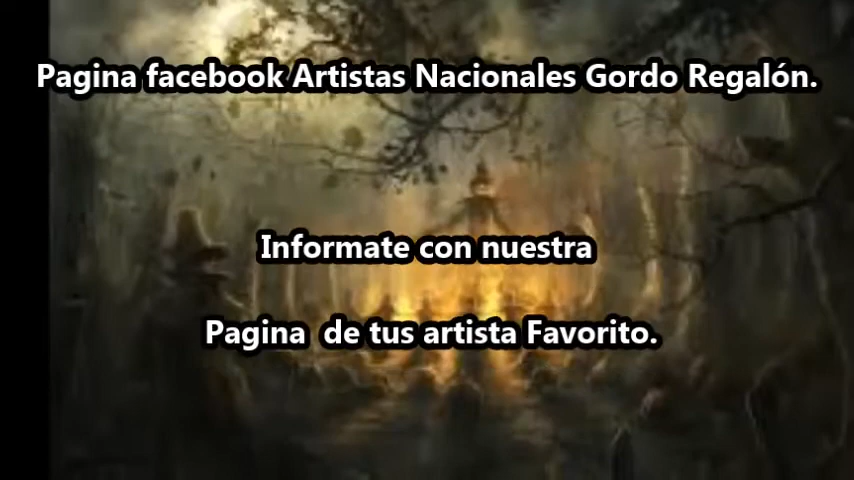 Pagina facebook Artistas Nacionales Gordo Regalón.
Informate con nuestra
Pagina de tus artista Favorito.